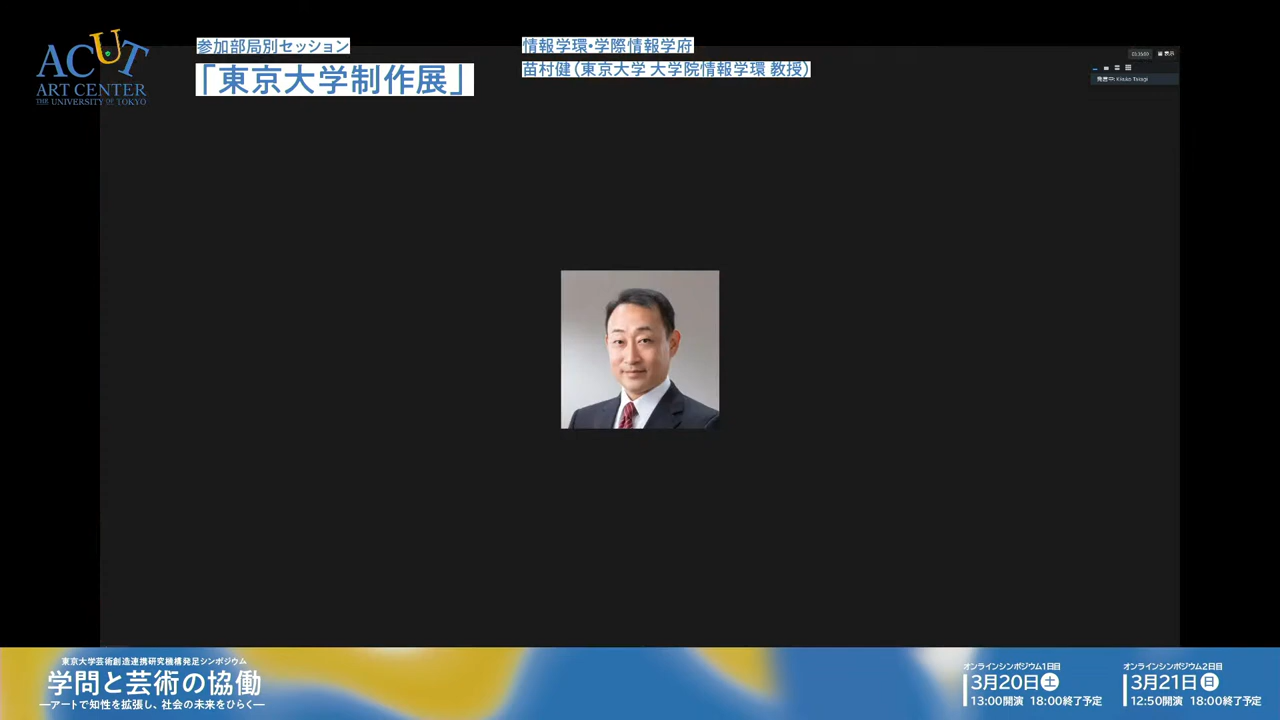 ACUT
ART CENTER
THE UNIVERSITY OF TOKYO
参加部局別セッション
「東京大学制作展」
情報学環・学際情報学府
苗村健（東京大学 大学院情報学環 教授）
表示
発言中: Kiriko Takagi
東京大学芸術創造連携研究機構発足シンポジウム
学問と芸術の協働
―アートで知性を拡張し、社会の未来をひらく―
オンラインシンポジウム1日目
3月20日 土
13:00開演 18:00終了予定
オンラインシンポジウム2日目
3月21日 日
12:50開演 18:00終了予定